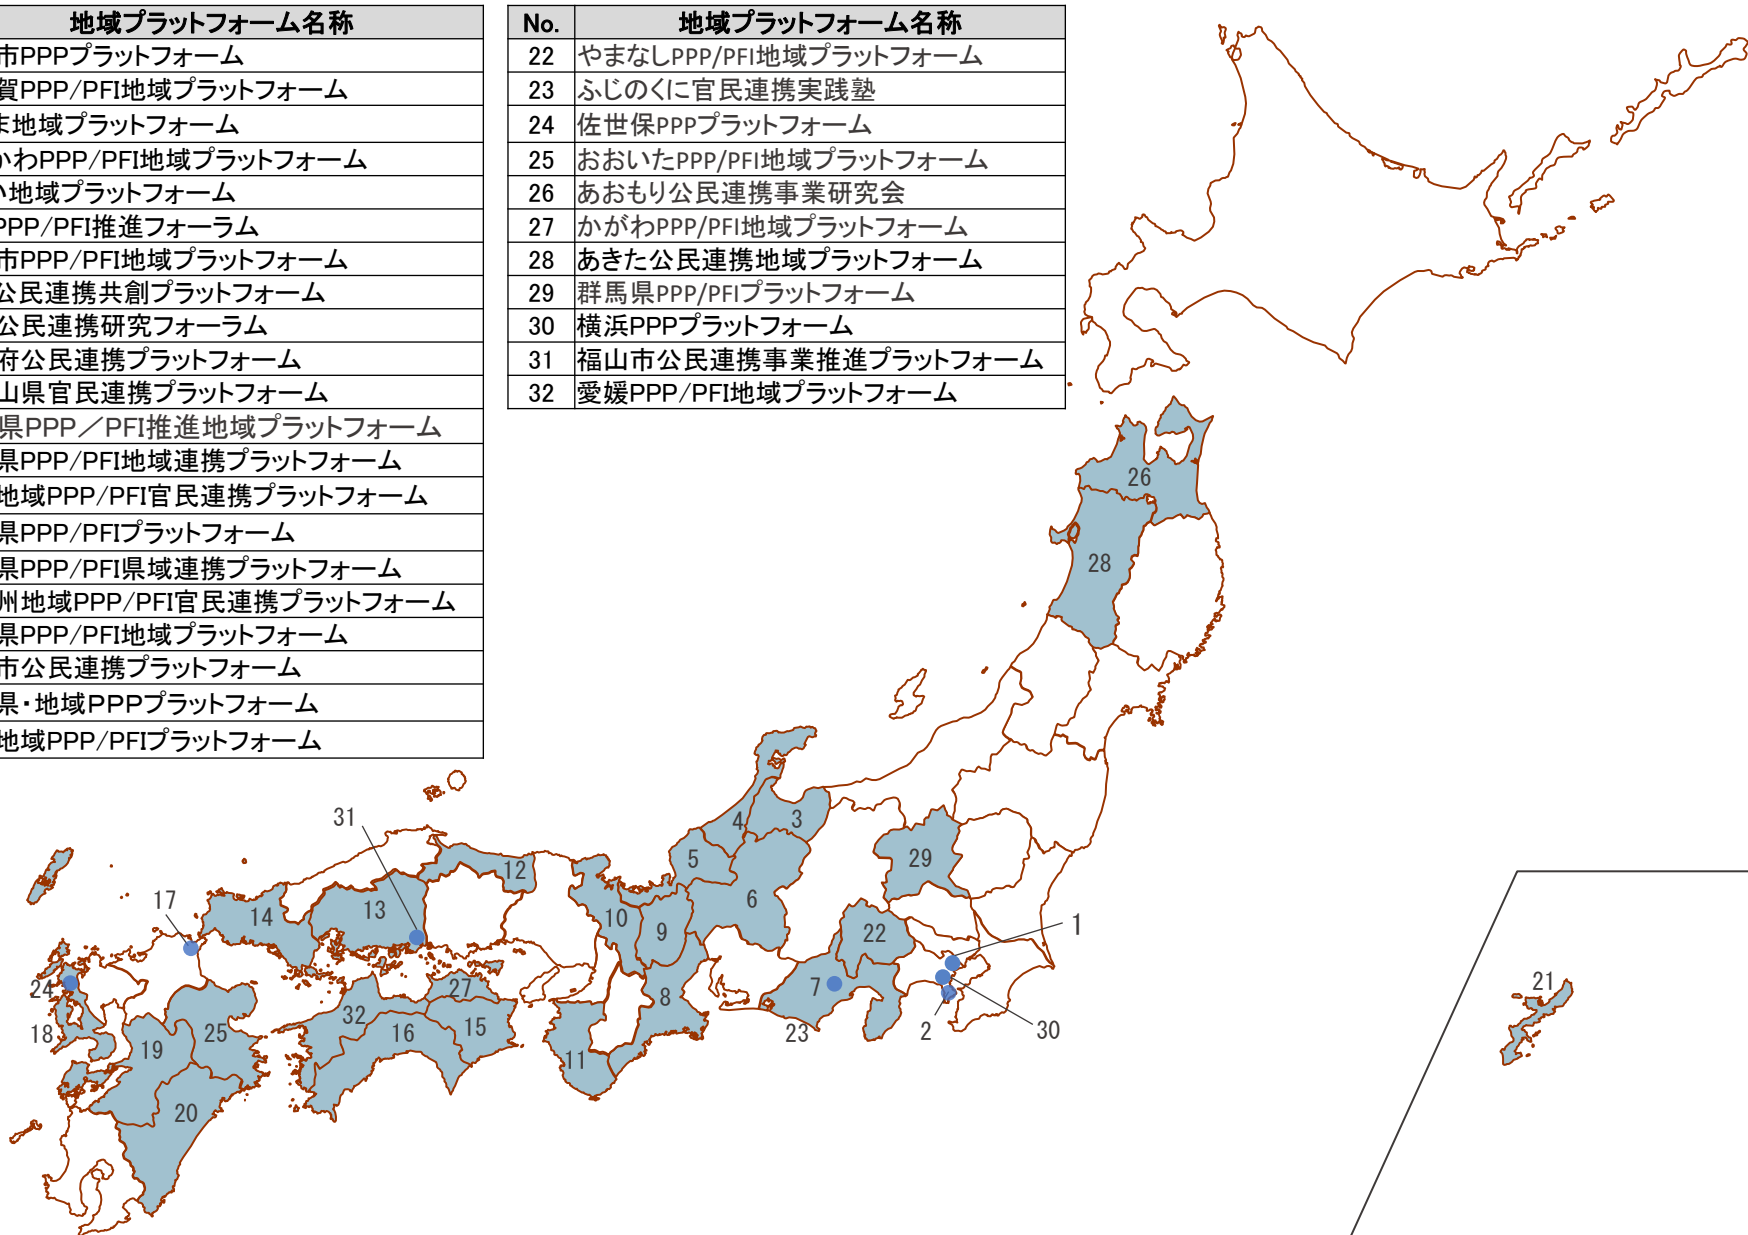 地域プラットフォーム名称
市PPPプラットフォーム
賀PPP/PFI地域プラットフォーム
ま地域プラットフォーム
かわPPP/PFI地域プラットフォーム
い地域プラットフォーム
PPP/PFI推進フォーラム
市PPP/PFI地域プラットフォーム
公民連携共創プラットフォーム
公民連携研究フォーラム
府公民連携プラットフォーム
山県官民連携プラットフォーム
県PPP／PFI推進地域プラットフォーム
県PPP/PFI地域連携プラットフォーム
地域PPP/PFI官民連携プラットフォーム
県PPP/PFIプラットフォーム
県PPP/PFI県域連携プラットフォーム
州地域PPP/PFI官民連携プラットフォーム
県PPP/PFI地域プラットフォーム
市公民連携プラットフォーム
県・地域PPPプラットフォーム
地域PPP/PFIプラットフォーム
No. 地域プラットフォーム名称
22 やまなしPPP/PFI地域プラットフォーム
23 ふじのくに官民連携実践塾
24 佐世保PPPプラットフォーム
25 おおいたPPP/PFI地域プラットフォーム
26 あおもり公民連携事業研究会
27 かがわPPP/PFI地域プラットフォーム
28 あきた公民連携地域プラットフォーム
29 群馬県PPP/PFIプラットフォーム
30 横浜PPPプラットフォーム
31 福山市公民連携事業推進プラットフォーム
32 愛媛PPP/PFI地域プラットフォーム
26
28
31
4
3
5
29
12
6
17
13
14
10
9
22
1
24
7
27
8
21
18
32
16
15
23
2
30
19
25
11
20